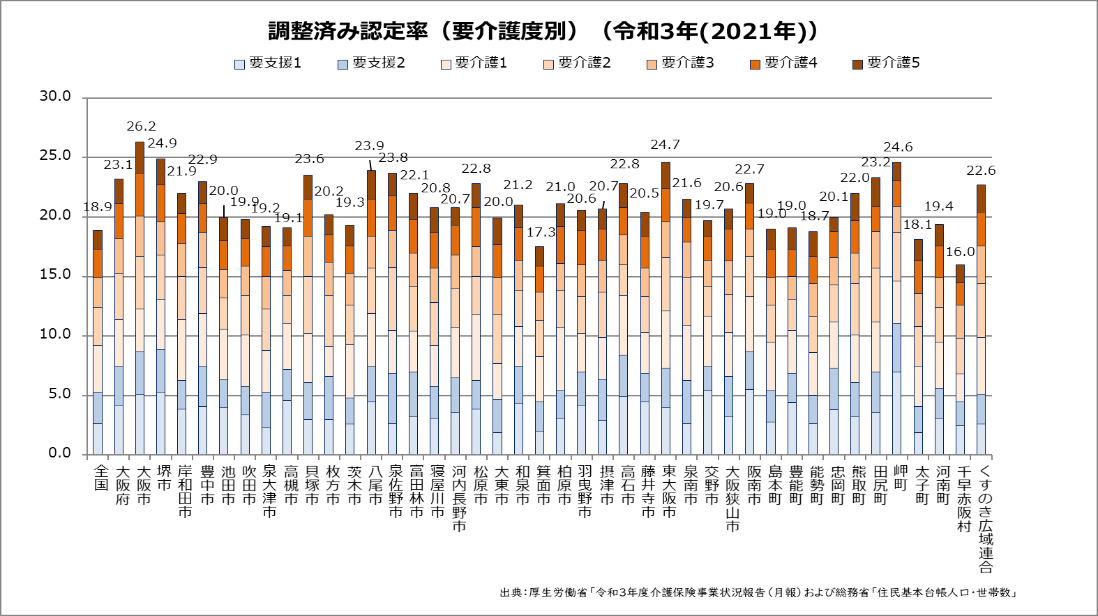 調整済み認定率（要介護度別）（令和3年(2021年)）
要支援1 要支援2 要介護1 要介護2 要介護3 要介護4 要介護5
30.0
25.0
20.0
15.0
10.0
5.0
0.0
18.9 23.1 26.2 24.9 21.9 22.9 20.0 19.9 19.2 19.1 23.6 20.2 19.3 23.9 23.8 22.1 20.8 20.7 22.8 20.0 21.2 17.3 21.0 20.6 20.7 22.8 20.5 24.7 21.6 19.7 20.6 22.7 19.0 19.0 18.7 20.1 22.0 23.2 24.6 18.1 19.4 16.0 22.6
全国
大阪府
大阪市
堺市
岸和田市
豊中市
池田市
吹田市
泉大津市
高槻市
貝塚市
枚方市
茨木市
八尾市
泉佐野市
富田林市
寝屋川市
河内長野市
松原市
大東市
和泉市
箕面市
柏原市
羽曳野市
摂津市
高石市
藤井寺市
東大阪市
泉南市
交野市
大阪狭山市
阪南市
島本町
豊能町
能勢町
忠岡町
熊取町
田尻町
岬町
太子町
河南町
千早赤阪村
くすのき広域連合
出典：厚生労働省「令和3年度介護保険事業状況報告（月報）および総務省「住民基本台帳人口・世帯数」